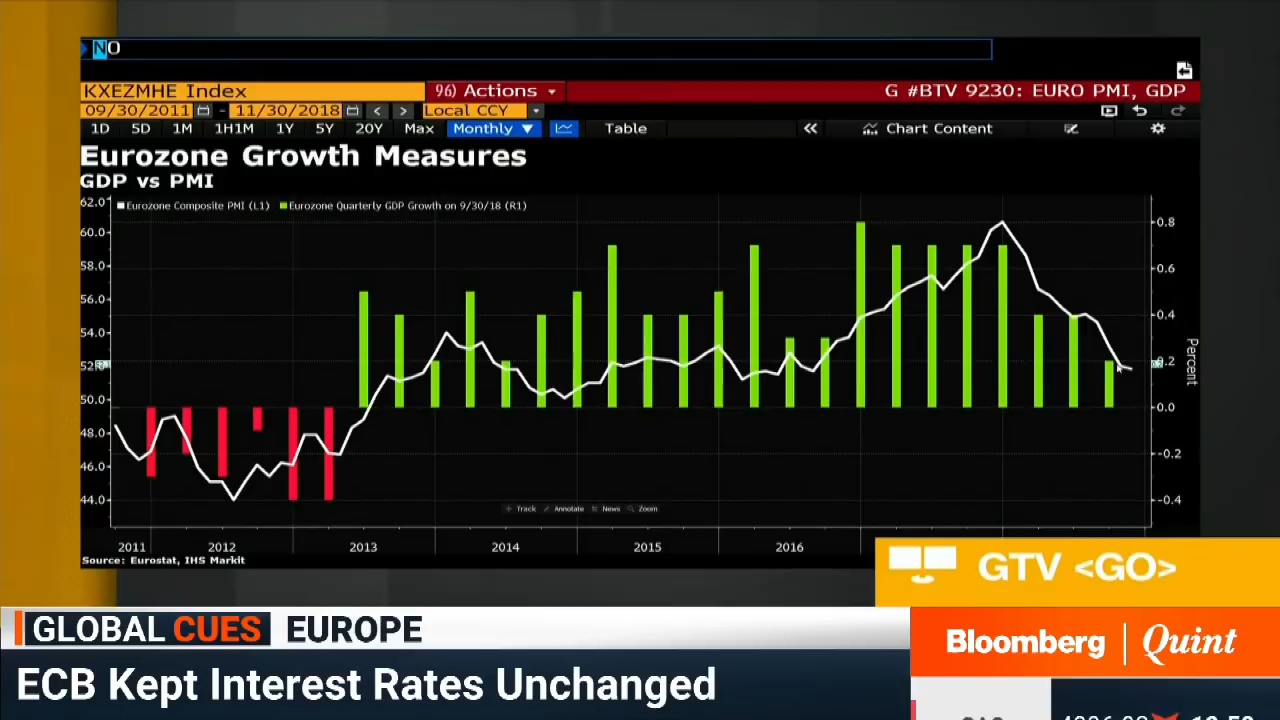 NO
KXEZMHE Index 96) Actions G #BTV 9230: EURO PMI, GDP
09/30/2011 - 11/30/2018 < > Local CCY
1D 5D 1M 1H1M 1Y 5Y 20Y Max Monthly ▼ Table « Chart Content
Eurozone Growth Measures
GDP vs PMI
Eurozone Composite PMI (L1) Eurozone Quarterly GDP Growth on 9/30/18 (R1)
62.0
60.0
58.0
56.0
54.0
52
50.0
48.0
46.0
44.0
0.8
0.6
0.4
0.2
0.0
-0.2
-0.4
Percent
Track Annotate News Zoom
2011 2012 2013 2014 2015 2016
Source: Eurostat, IHS Markit
GTV <GO>
GLOBAL CUES EUROPE
Bloomberg | Quint
ECB Kept Interest Rates Unchanged